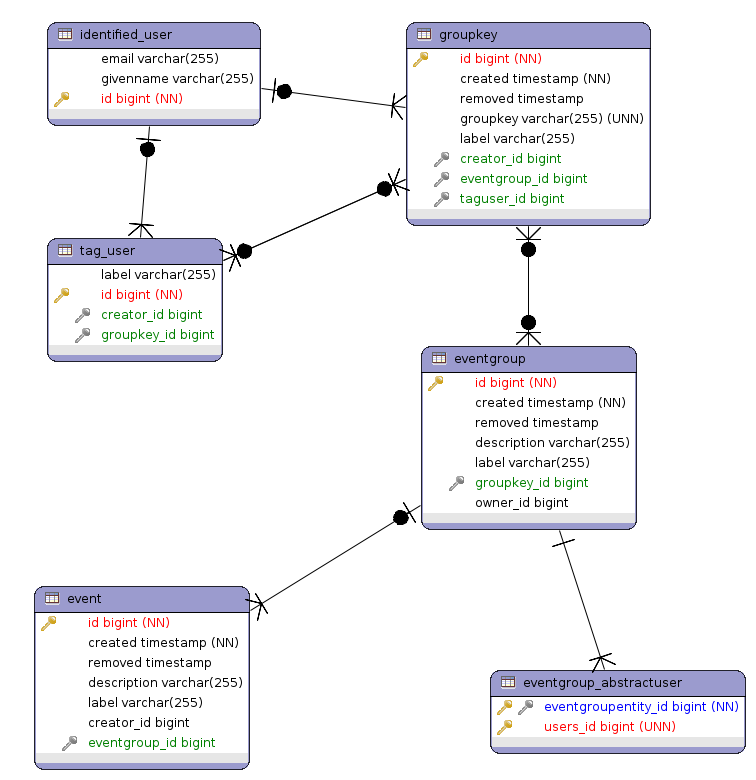 identified_user
email varchar(255)
givenname varchar(255)
id bigint (NN)
groupkey
id bigint (NN)
created timestamp (NN)
removed timestamp
groupkey varchar(255) (UNN)
label varchar(255)
creator_id bigint
eventgroup_id bigint
taguser_id bigint
tag_user
label varchar(255)
id bigint (NN)
creator_id bigint
groupkey_id bigint
eventgroup
id bigint (NN)
created timestamp (NN)
removed timestamp
description varchar(255)
label varchar(255)
groupkey_id bigint
owner_id bigint
event
id bigint (NN)
created timestamp (NN)
removed timestamp
description varchar(255)
label varchar(255)
creator_id bigint
eventgroup_id bigint
eventgroup_abstractuser
eventgroupentity_id bigint (NN)
users_id bigint (UNN)